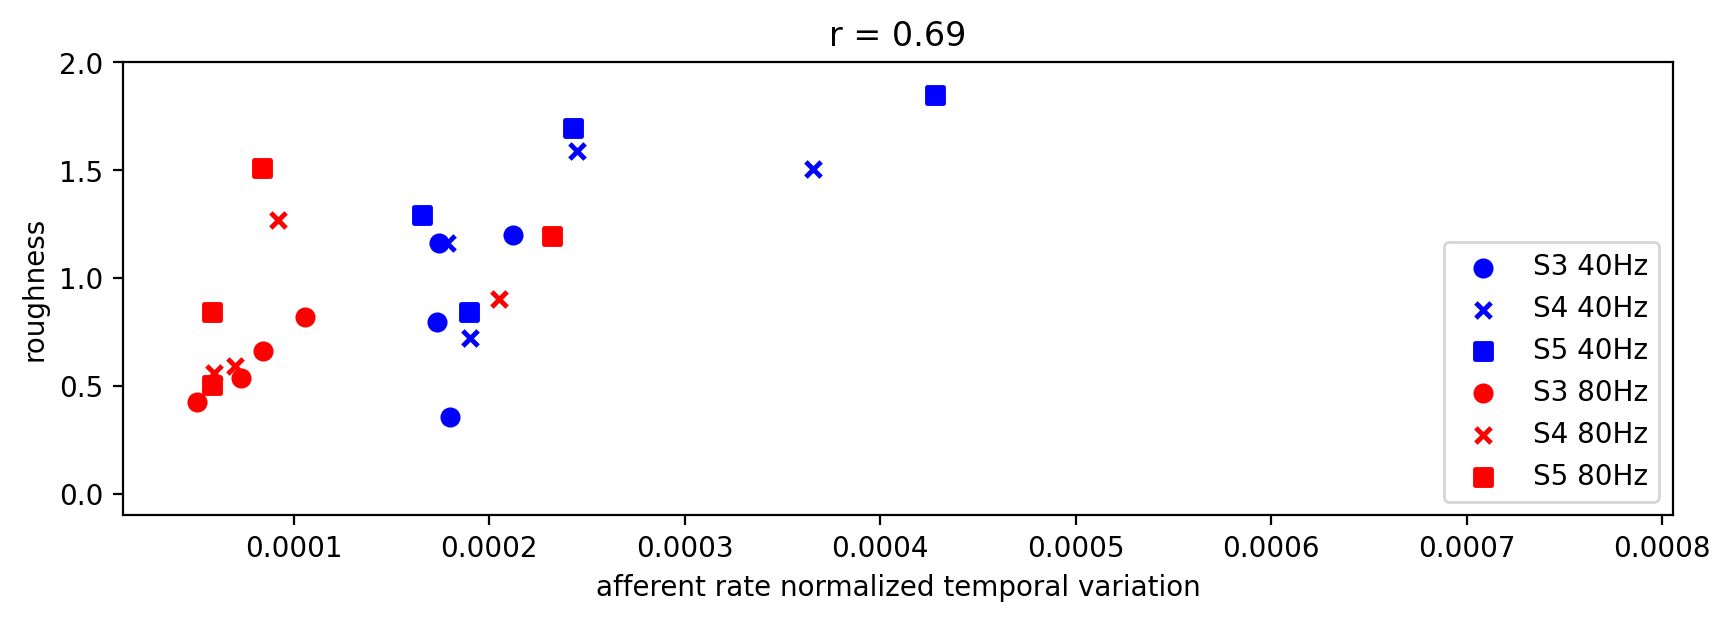 r = 0.69
2.0
1.5
1.0
0.5
0.0
roughness
S3 40Hz
S4 40Hz
S5 40Hz
S3 80Hz
S4 80Hz
S5 80Hz
0.0001 0.0002 0.0003 0.0004 0.0005 0.0006 0.0007 0.0008
afferent rate normalized temporal variation